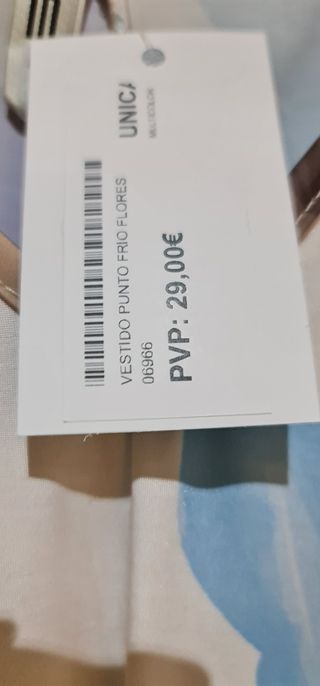 UNICA
MULTICOLOR
VESTIDO PUNTO FRIO FLORES
06966
PVP: 29,00€